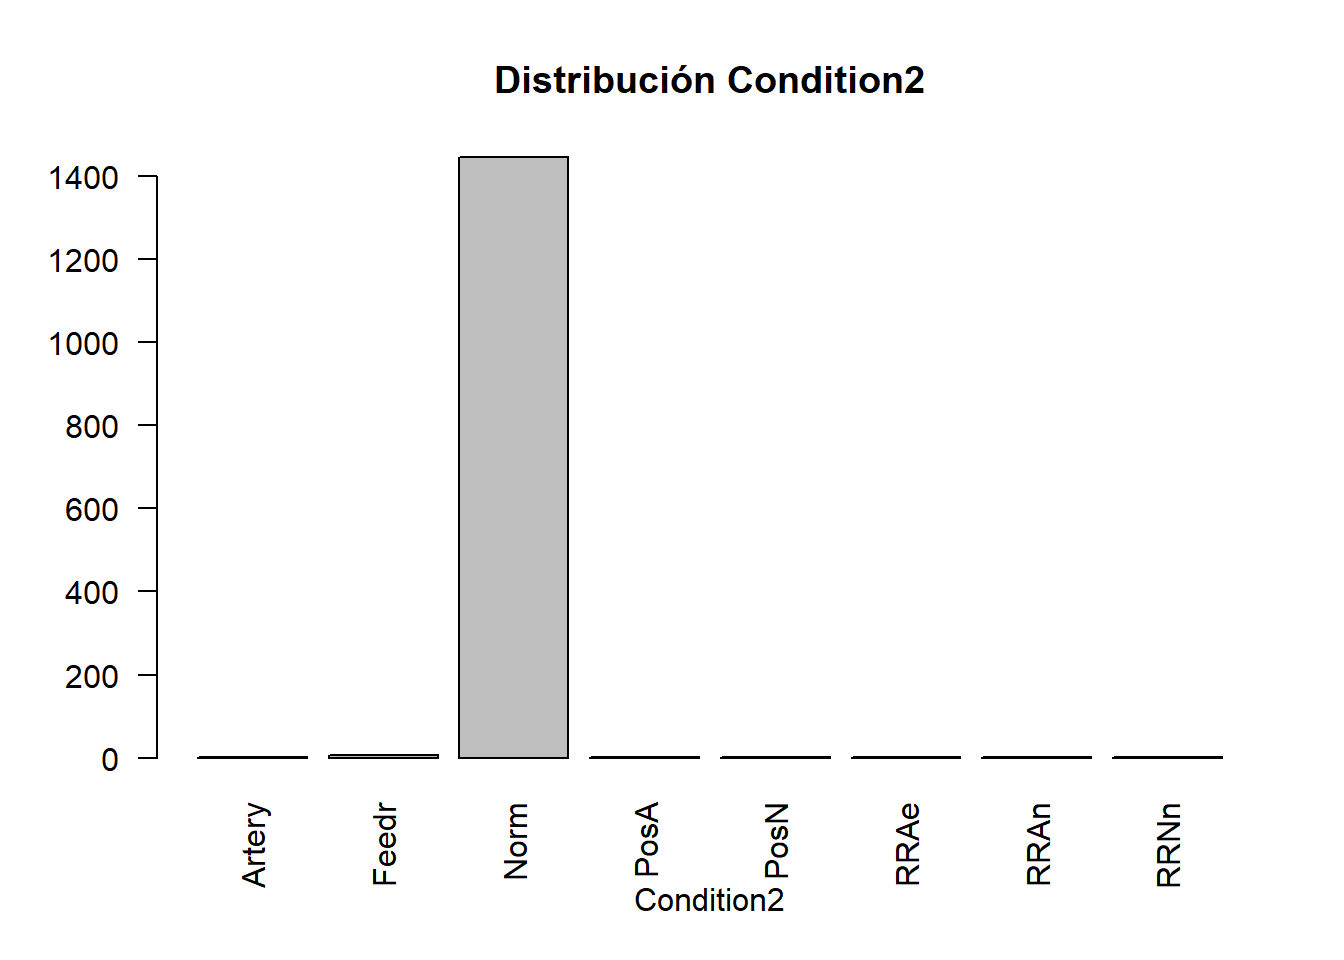 Distribución Condition2
1400
1200
1000
800
600
400
200
0
Artery
Feedr
Norm
PosA
PosN
RRAe
RRAn
RRNn
Condition2